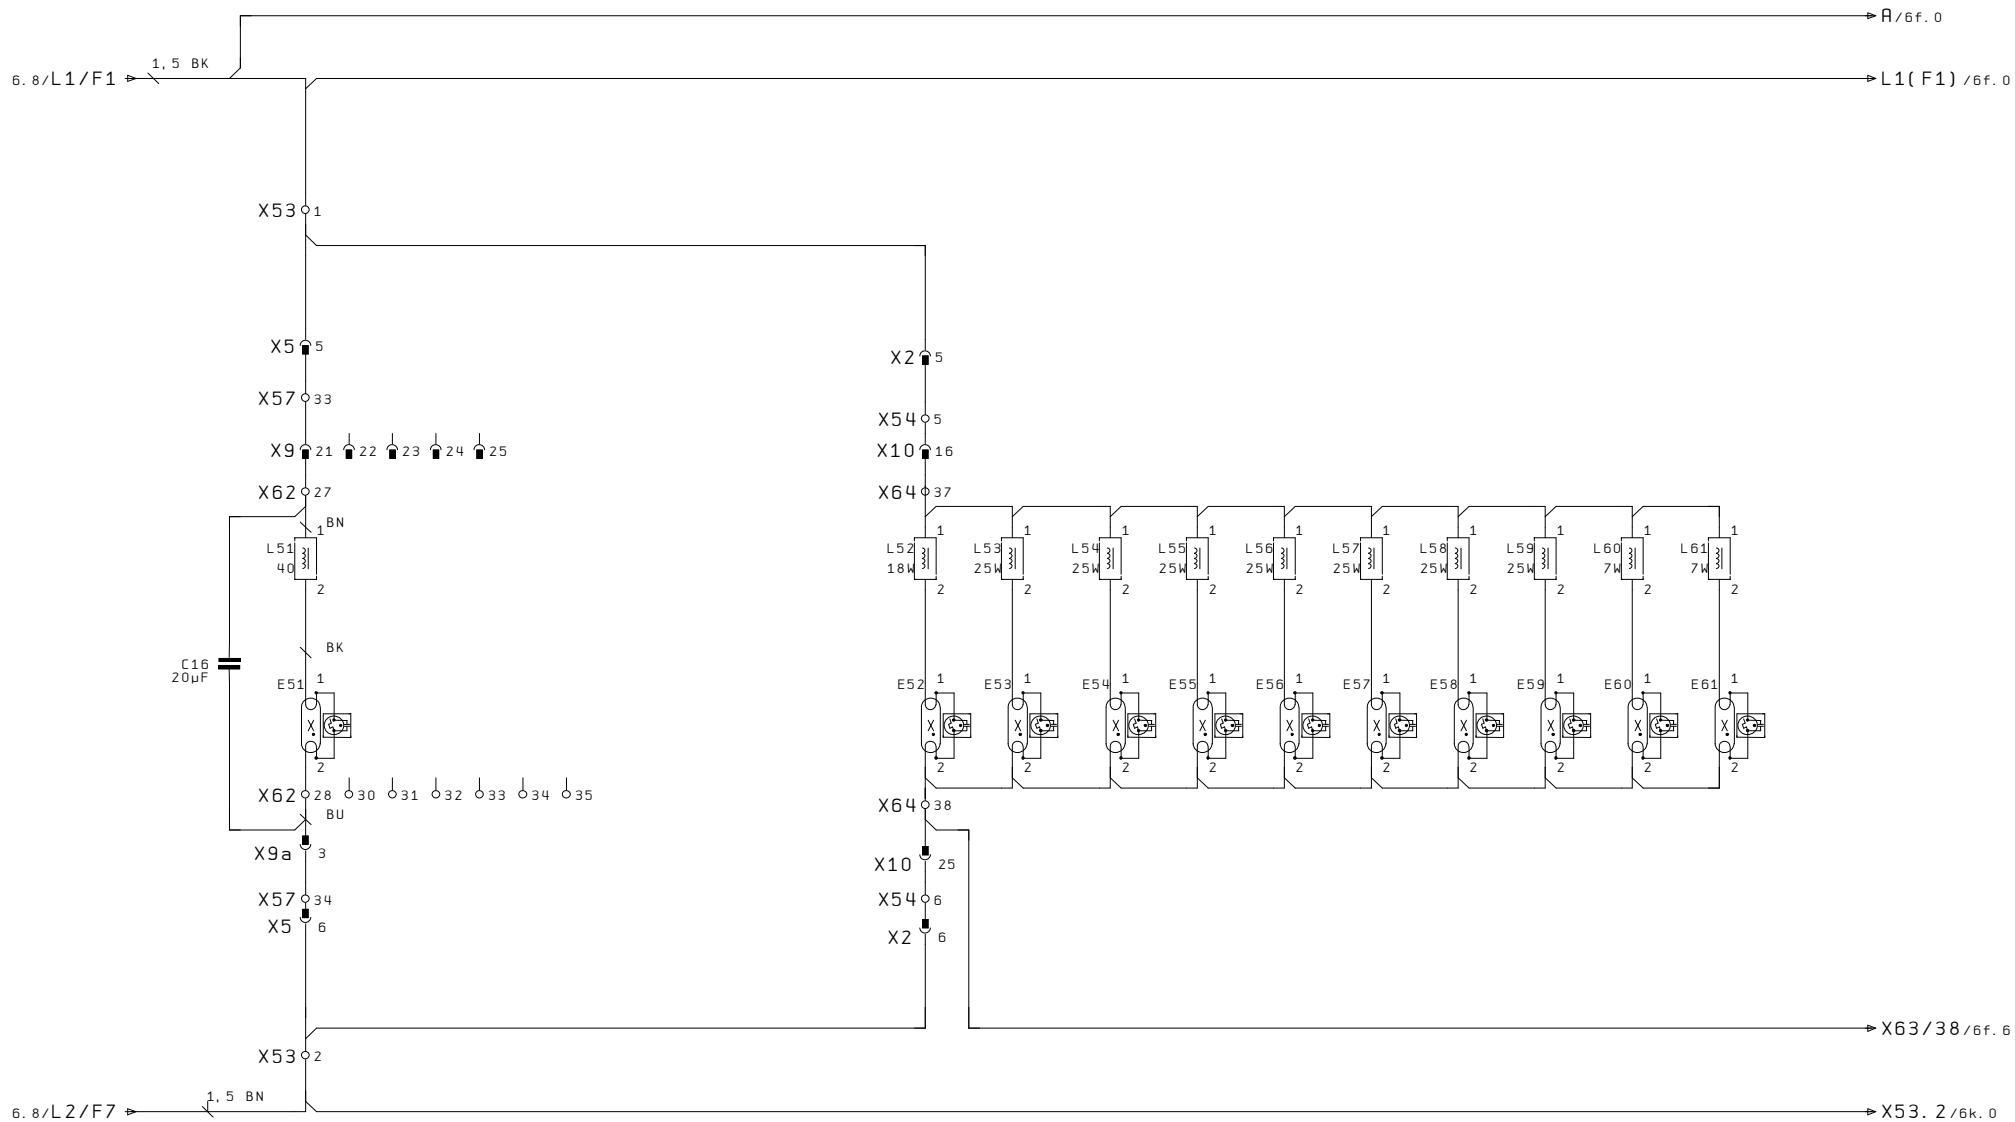 A/6f.0
1,5 BK
6.8/L1/F1
L1(F1)/6f.0
X53 1
X5 5
X2 5
X57 33
X54 5
X9 21 22 23 24 25
X10 16
X62 27
X64 37
BN
1 1 1 1 1 1 1 1 1 1 1
L51 L52 L53 L54 L55 L56 L57 L58 L59 L60 L61
40 18W 25W 25W 25W 25W 25W 25W 25W 7W 7W
2 2 2 2 2 2 2 2 2 2 2
BK
C16
20µF
1 1 1 1 1 1 1 1 1 1 1
E51 E52 E53 E54 E55 E56 E57 E58 E59 E60 E61
2 2 2 2 2 2 2 2 2 2 2
X62 28 30 31 32 33 34 35
X64 38
BU
X9a 3
X10 25
X57 34
X54 6
X5 6
X2 6
X63/38/6f.6
X53 2
1,5 BN
6.8/L2/F7
X53.2/6k.0